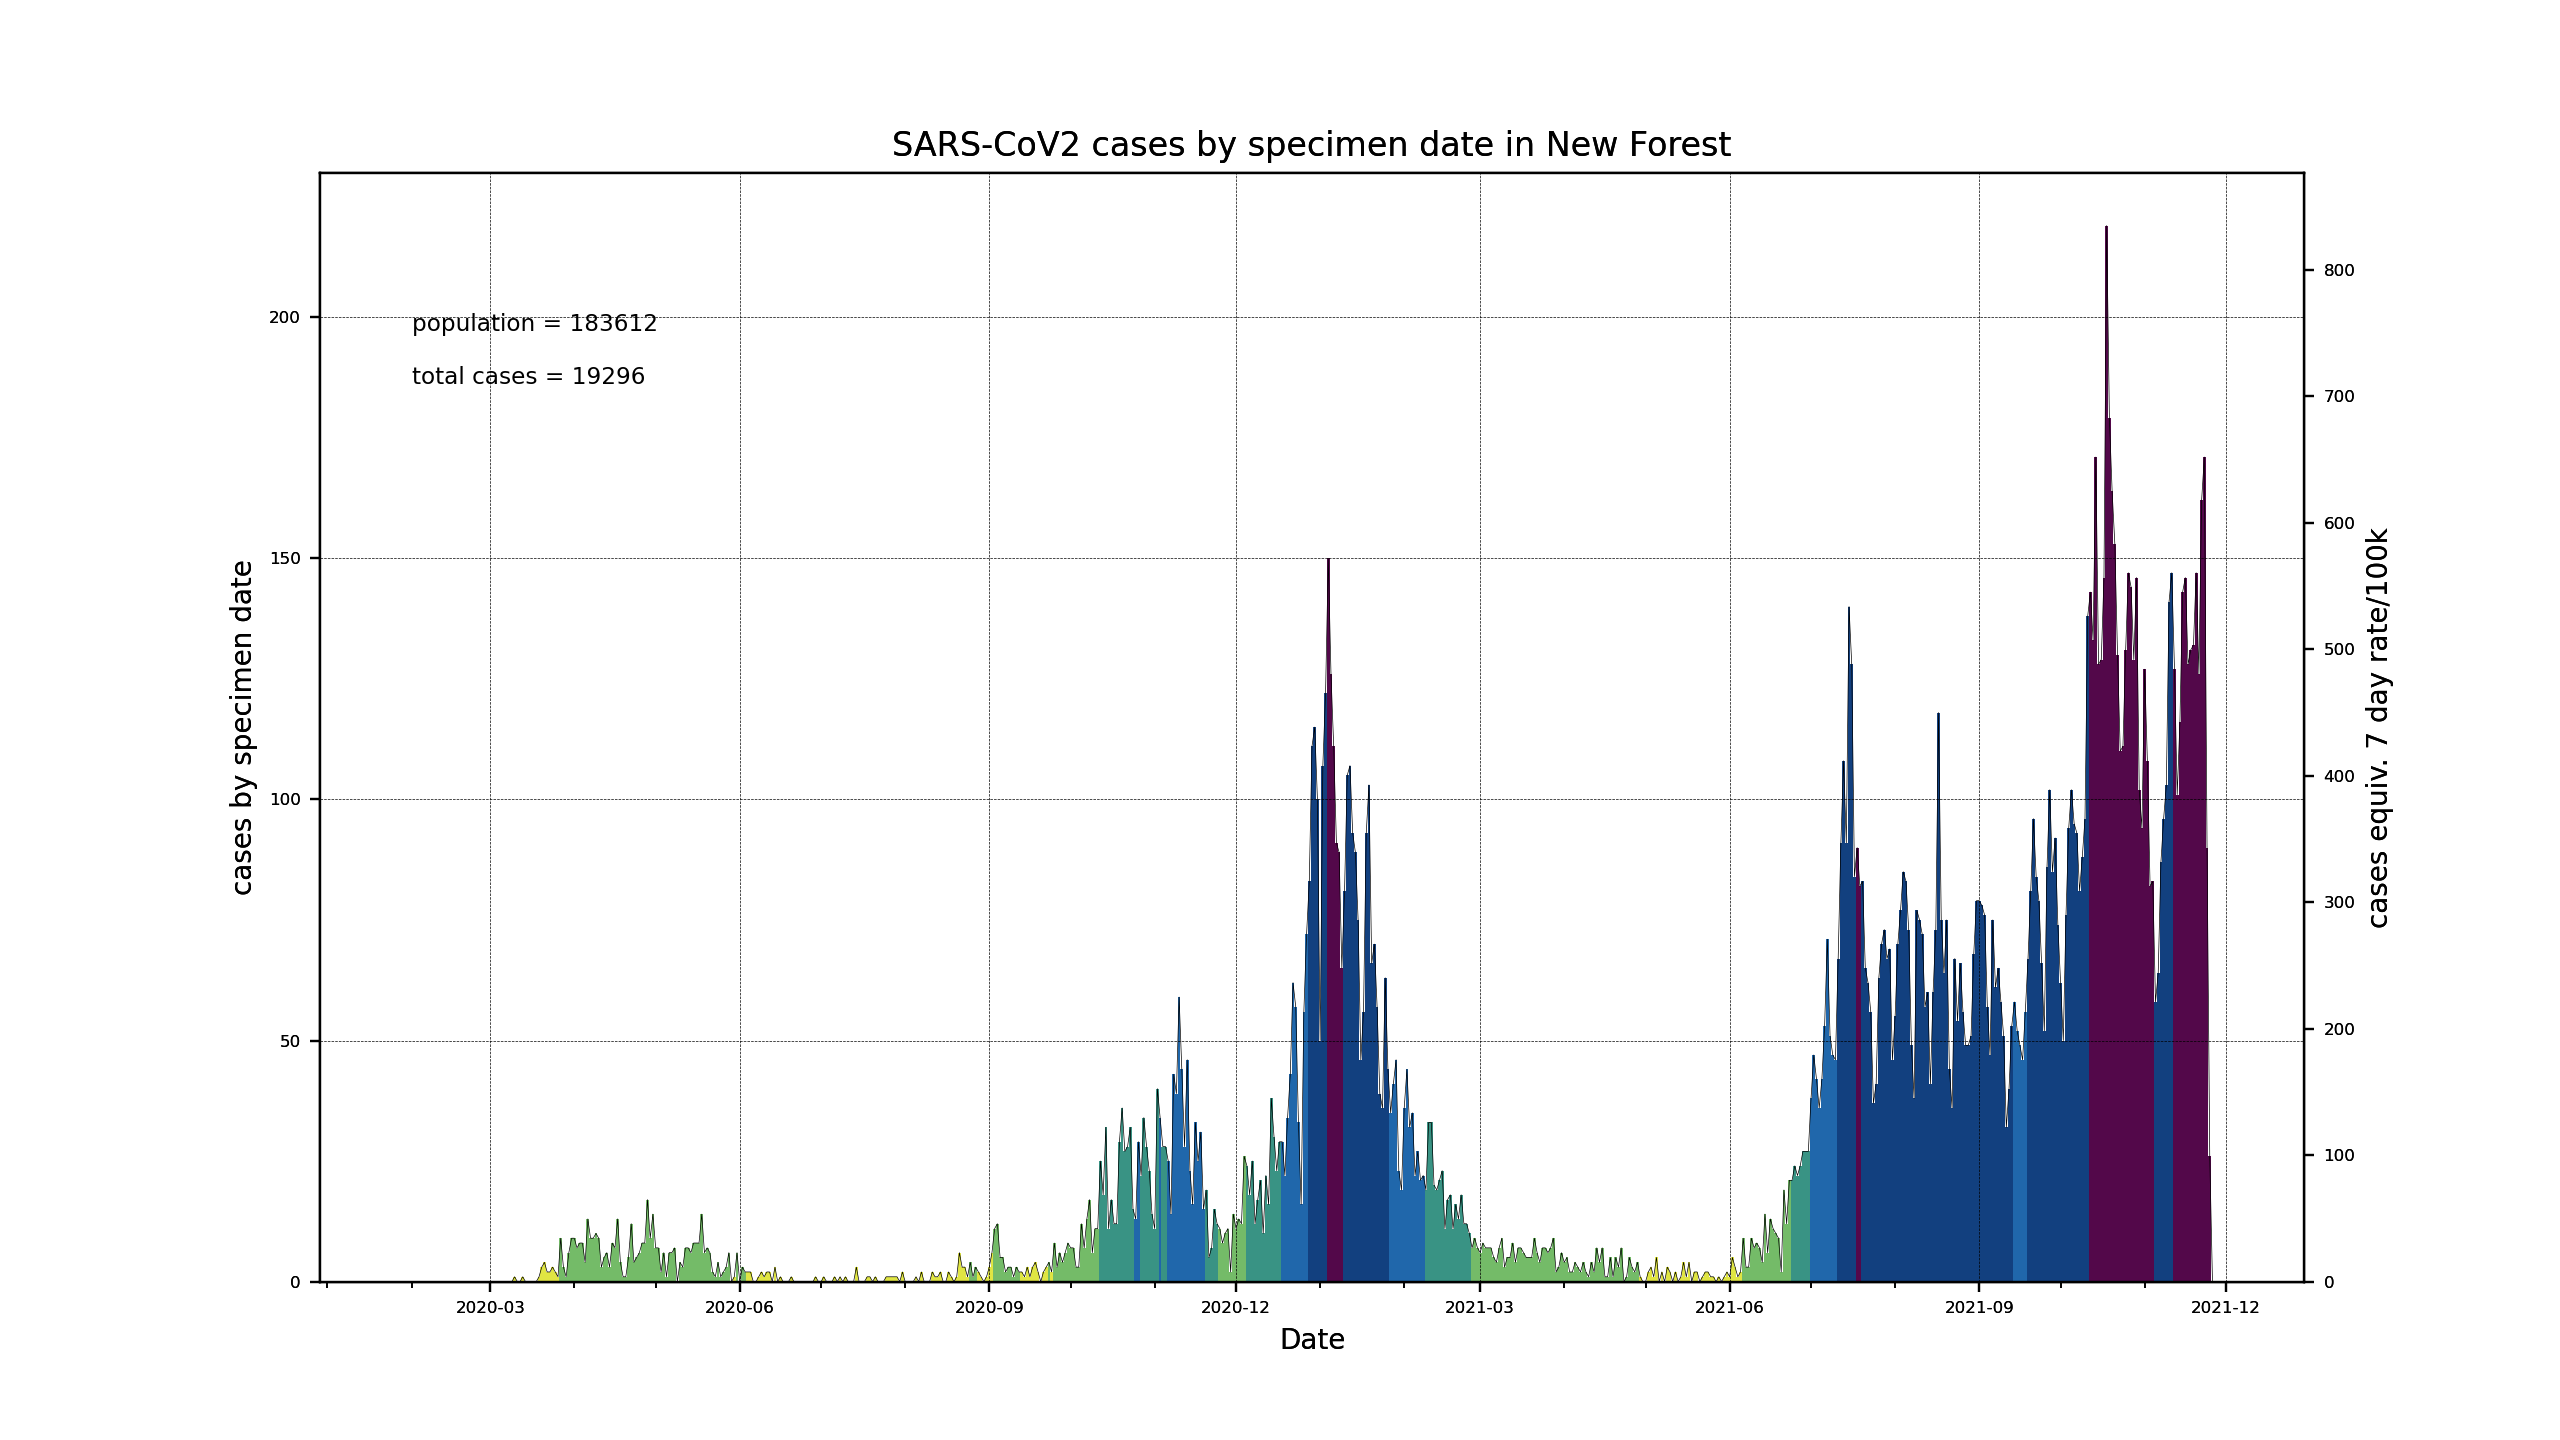 SARS-CoV2 cases by specimen date in New Forest
population = 183612
total cases = 19296
cases by specimen date
200
150
100
50
0
800
700
600
500
400
300
200
100
0
cases equiv. 7 day rate/100k
2020-03 2020-06 2020-09 2020-12 2021-03 2021-06 2021-09 2021-12
Date